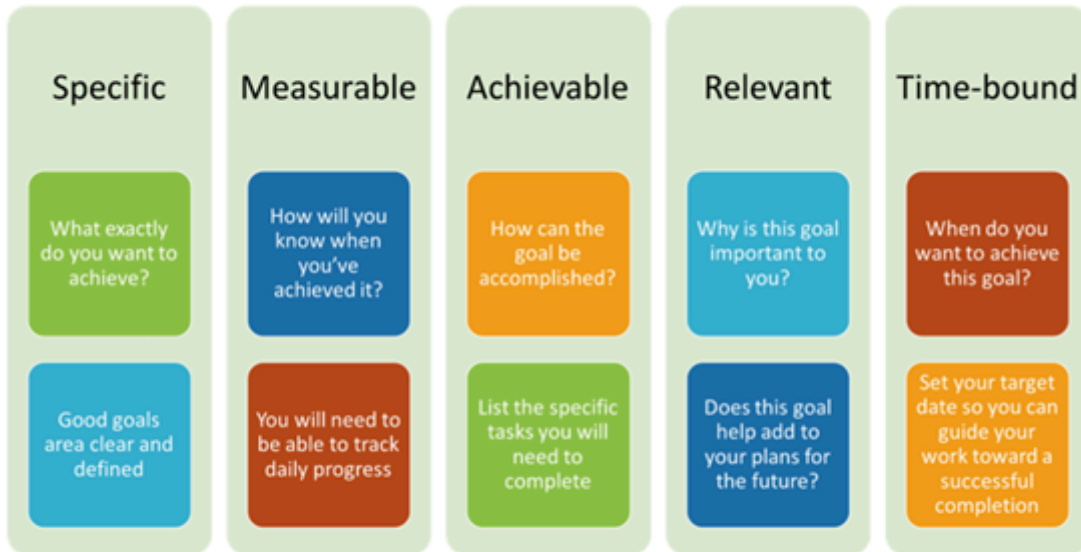 Specific
What exactly
do you want to
achieve?
Good goals
area clear and
defined
Measurable
How will you
know when
you've
achieved it?
You will need to
be able to track
daily progress
Achievable
How can the
goal be
accomplished?
List the specific
tasks you will
need to
complete
Relevant
Why is this goal
important to
you?
Does this goal
help add to
your plans for
the future?
Time-bound
When do you
want to achieve
this goal?
Set your target
date so you can
guide your
work toward a
successful
completion